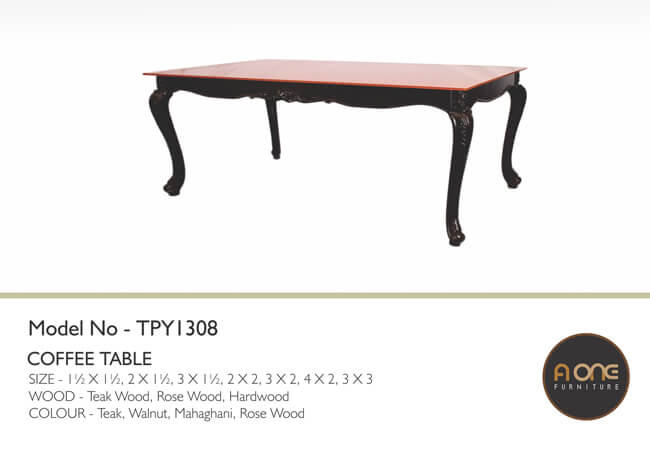 Model No - TPY1308
COFFEE TABLE
SIZE - 1½ X 1½, 2 X 1½, 3 X 1½, 2 X 2, 3 X 2, 4 X 2, 3 X 3
WOOD - Teak Wood, Rose Wood, Hardwood
COLOUR - Teak, Walnut, Mahaghani, Rose Wood
A ONE
FURNITURE